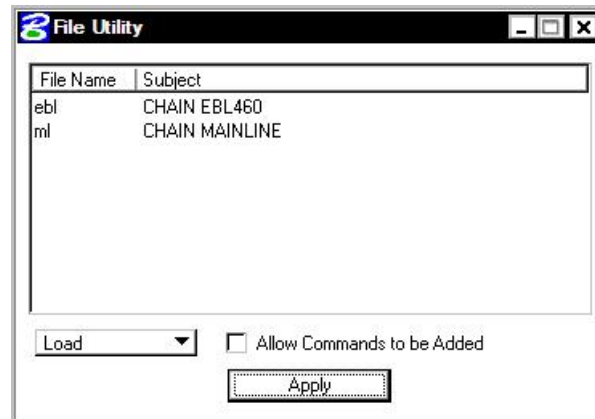 File Utility
File Name Subject
ebl CHAIN EBL460
ml CHAIN MAINLINE
Load Allow Commands to be Added
Apply